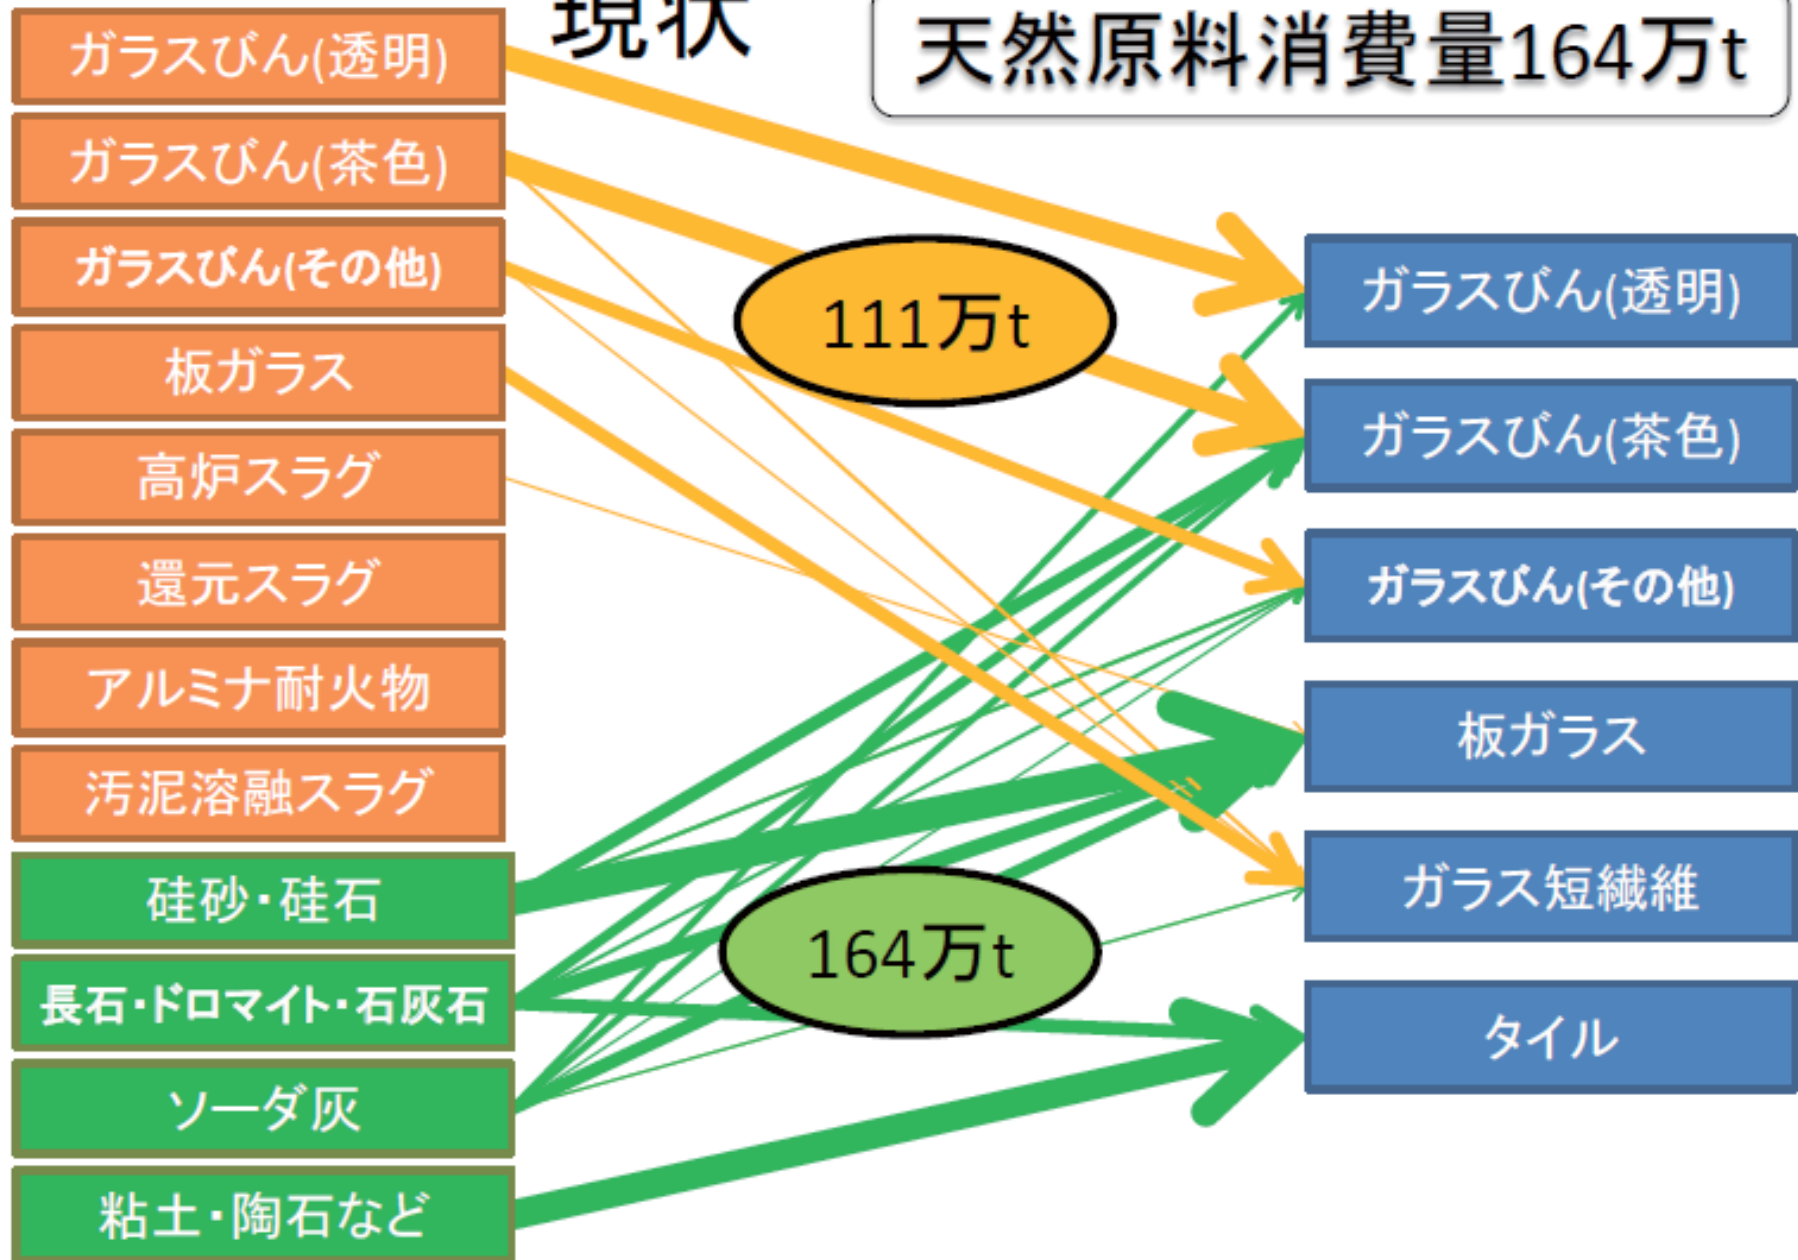 現状
天然原料消費量164万t
ガラスびん(透明)
ガラスびん(茶色)
ガラスびん(その他)
板ガラス
高炉スラグ
還元スラグ
アルミナ耐火物
汚泥溶融スラグ
硅砂・硅石
長石・ドロマイト・石灰石
ソーダ灰
粘土・陶石など
111万t
164万t
ガラスびん(透明)
ガラスびん(茶色)
ガラスびん(その他)
板ガラス
ガラス短繊維
タイル